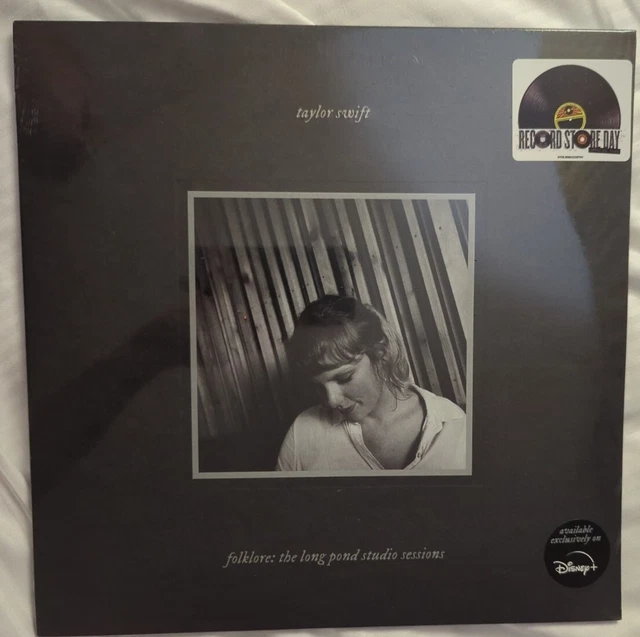 taylor swift
RECORD STORE DAY
folklore: the long pond studio sessions
available
exclusively on
Disney+